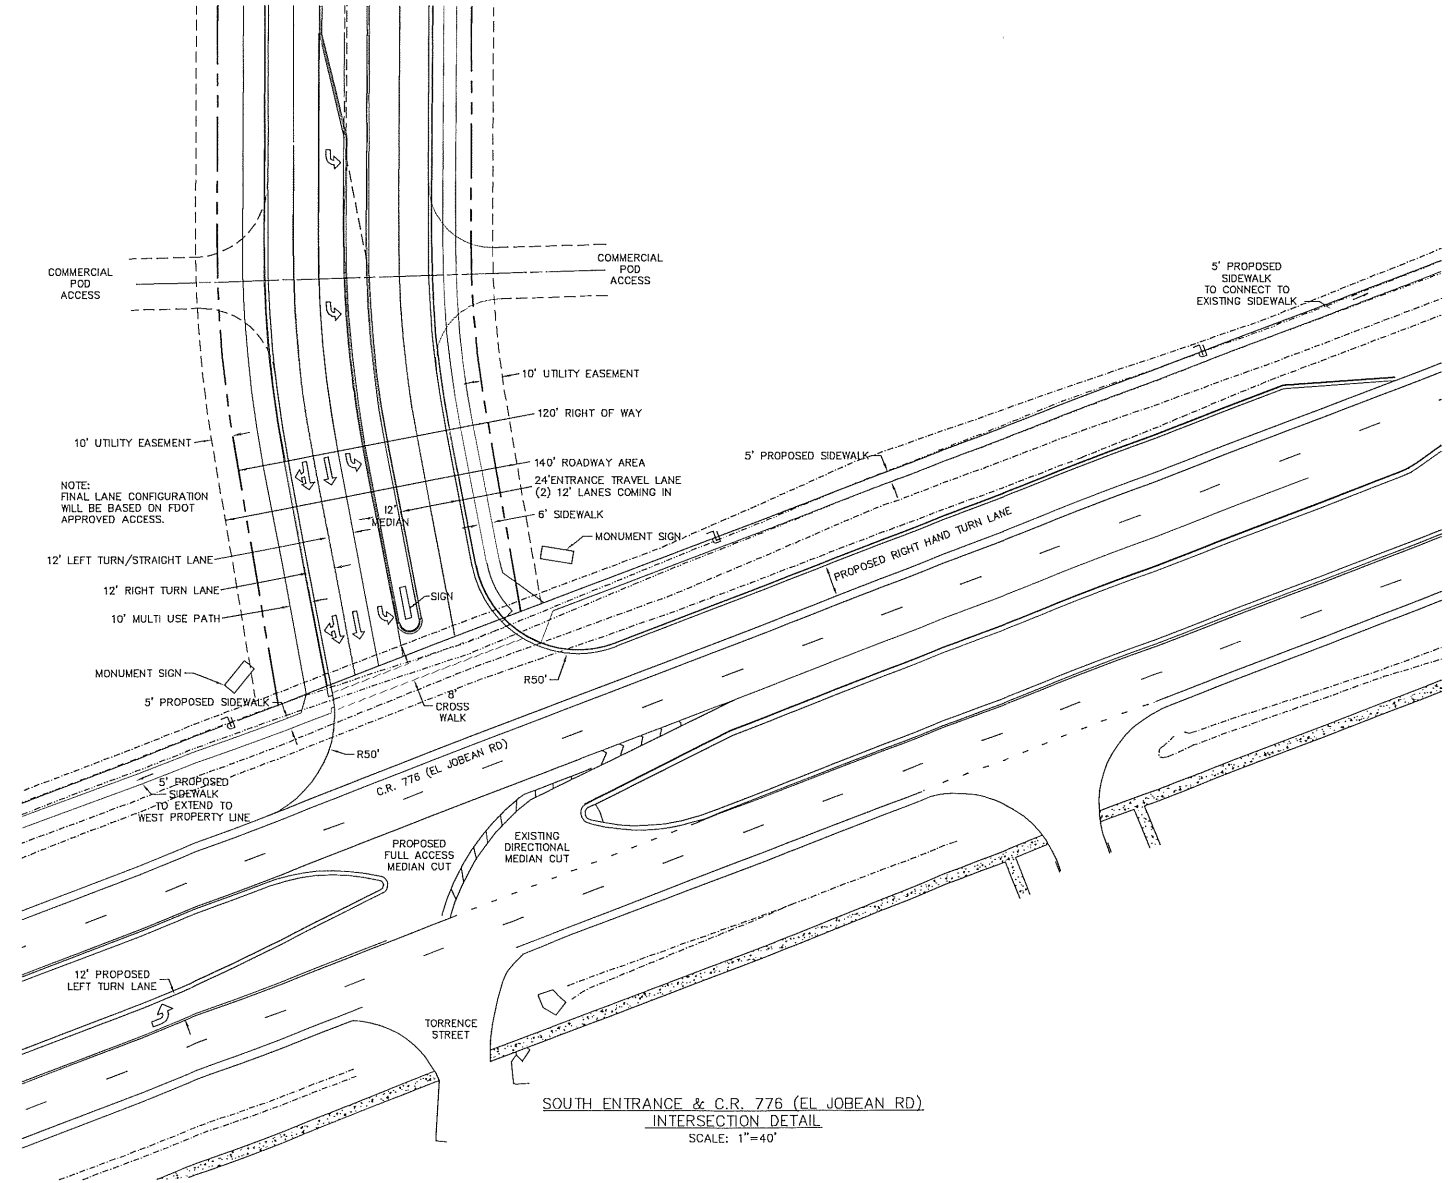 COMMERCIAL
POD
ACCESS
COMMERCIAL
POD
ACCESS
5' PROPOSED
SIDEWALK
TO CONNECT TO
EXISTING SIDEWALK
10' UTILITY EASEMENT
120' RIGHT OF WAY
10' UTILITY EASEMENT
5' PROPOSED SIDEWALK
140' ROADWAY AREA
24'ENTRANCE TRAVEL LANE
(2) 12' LANES COMING IN
NOTE:
FINAL LANE CONFIGURATION
WILL BE BASED ON FDOT
APPROVED ACCESS.
12'
MEDIAN
6' SIDEWALK
MONUMENT SIGN
PROPOSED RIGHT HAND TURN LANE
12' LEFT TURN/STRAIGHT LANE
12' RIGHT TURN LANE
SIGN
10' MULTI USE PATH
MONUMENT SIGN
R50'
5' PROPOSED SIDEWALK
8'
CROSS
WALK
R50'
C.R. 776 (EL JOBEAN RD)
5' PROPOSED
SIDEWALK
TO EXTEND TO
WEST PROPERTY LINE
PROPOSED
FULL ACCESS
MEDIAN CUT
EXISTING
DIRECTIONAL
MEDIAN CUT
12' PROPOSED
LEFT TURN LANE
TORRENCE
STREET
SOUTH ENTRANCE & C.R. 776 (EL JOBEAN RD)
INTERSECTION DETAIL
SCALE: 1"=40'